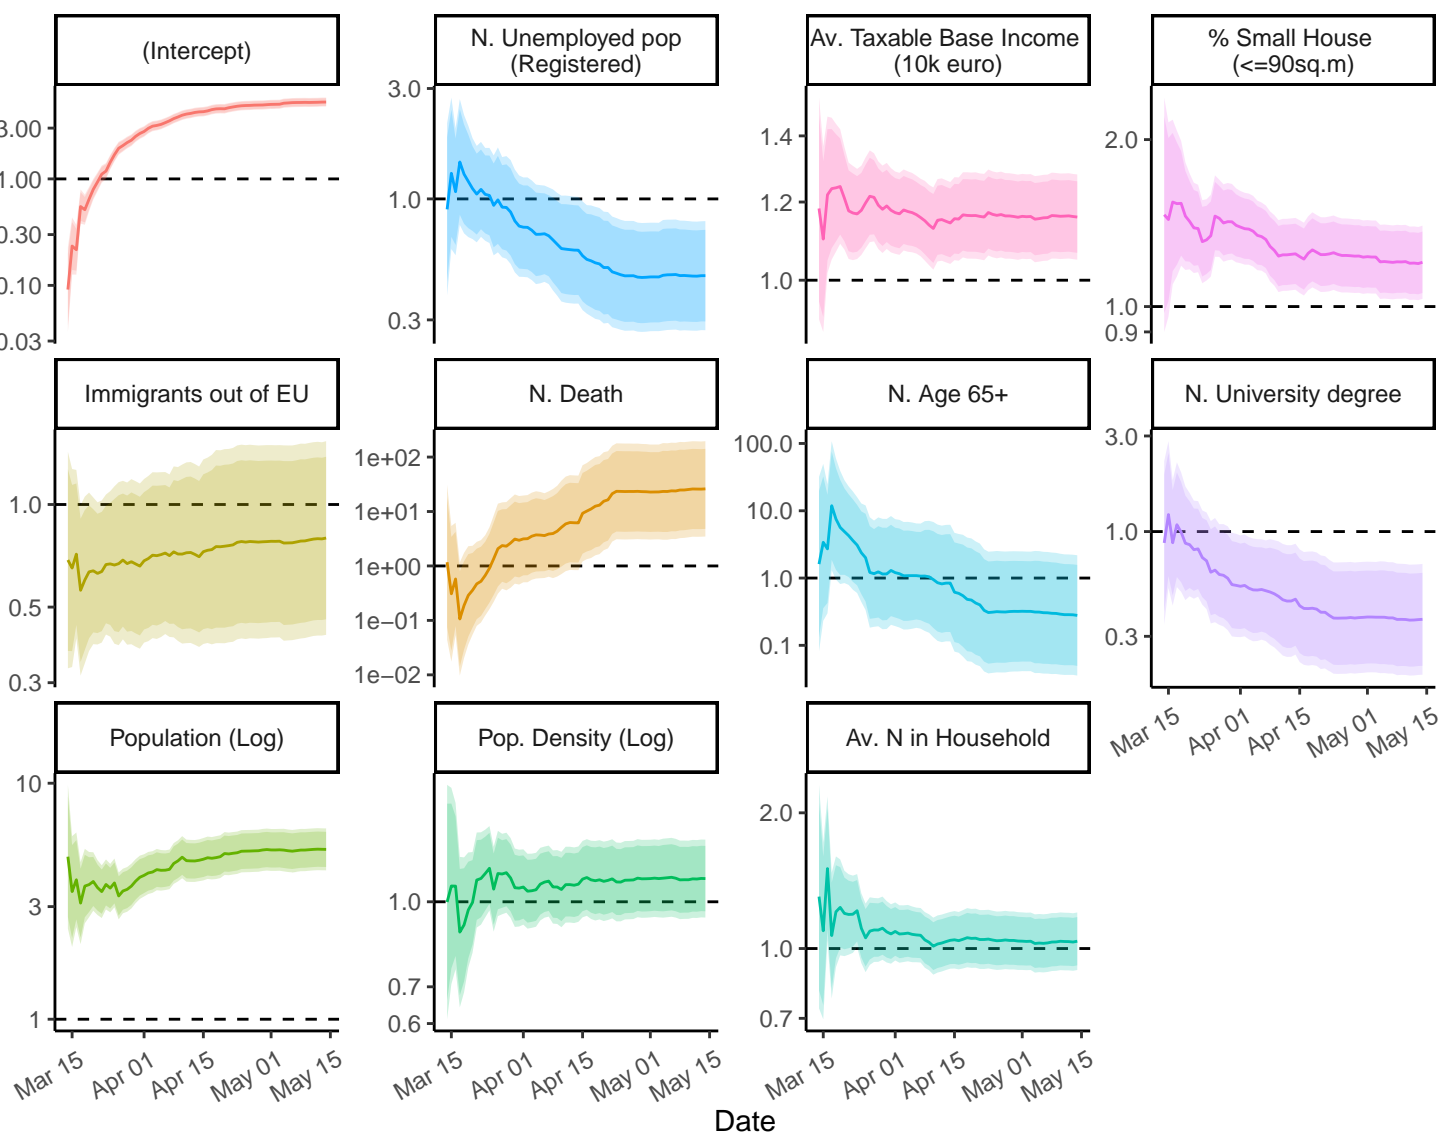 (Intercept)
N. Unemployed pop
(Registered)
Av. Taxable Base Income
(10k euro)
% Small House
(<=90sq.m)
3.00
1.00
0.30
0.10
0.03
3.0
1.0
0.3
1.4
1.2
1.0
2.0
1.0
0.9
Immigrants out of EU
N. Death
N. Age 65+
N. University degree
1.0
0.5
0.3
1e+02
1e+01
1e+00
1e−01
1e−02
100.0
10.0
1.0
0.1
3.0
1.0
0.3
Mar 15
Apr 01
Apr 15
May 01
May 15
Population (Log)
Pop. Density (Log)
Av. N in Household
10
3
1
1.0
0.7
0.6
2.0
1.0
0.7
Mar 15
Apr 01
Apr 15
May 01
May 15
Mar 15
Apr 01
Apr 15
May 01
May 15
Mar 15
Apr 01
Apr 15
May 01
May 15
Date